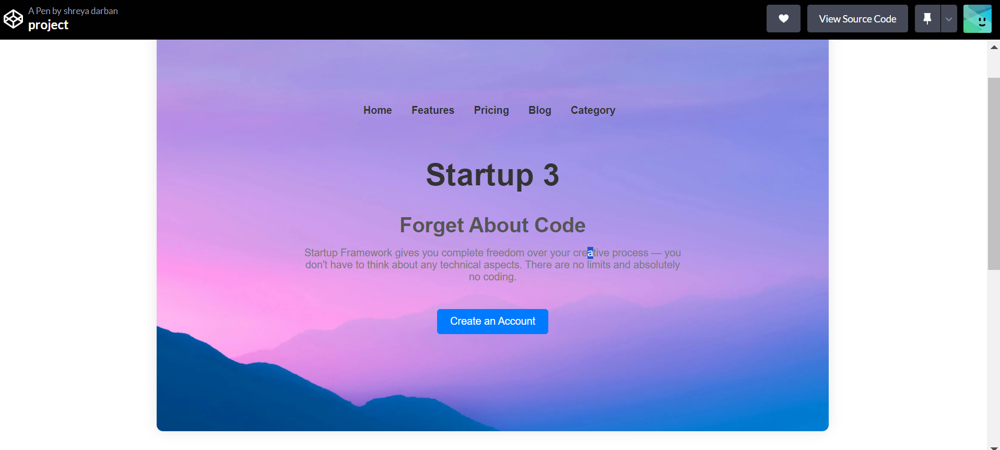 A Pen by shreya darban
project
View Source Code
Home Features Pricing Blog Category
Startup 3
Forget About Code
Startup Framework gives you complete freedom over your creative process — you
don't have to think about any technical aspects. There are no limits and absolutely
no coding.
Create an Account